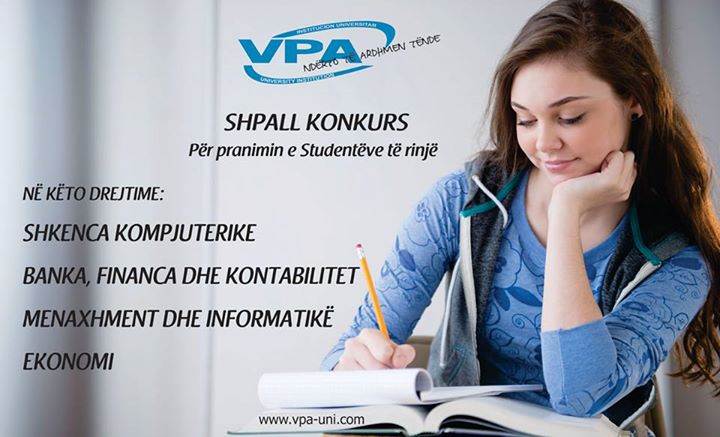 INSTITUCION UNIVERSITAR
VPA
NDËRTO TË ARDHMEN TËNDE
UNIVERSITY INSTITUTION
SHPALL KONKURS
Për pranimin e Studentëve të rinjë
NË KËTO DREJTIME:
SHKENCA KOMPJUTERIKE
BANKA, FINANCA DHE KONTABILITET
MENAXHMENT DHE INFORMATIKË
EKONOMI
www.vpa-uni.com